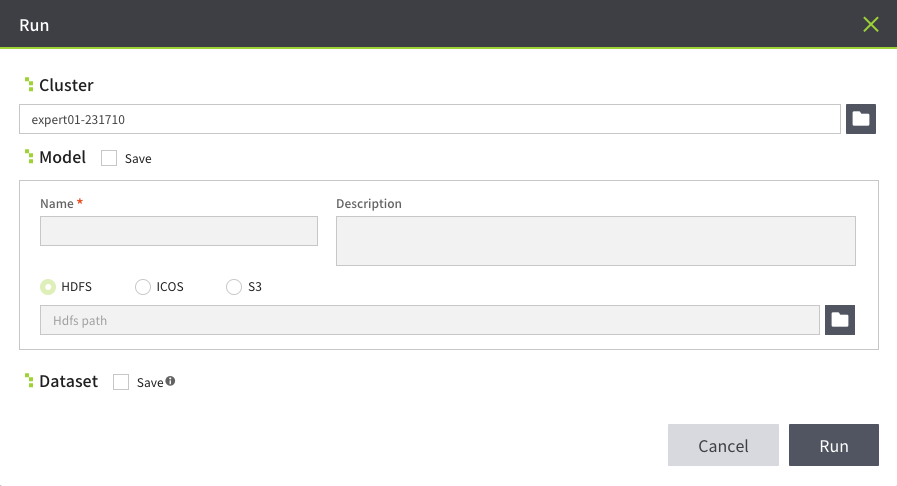 Run
Cluster
expert01-231710
Model Save
Name * Description
HDFS ICOS S3
Hdfs path
Dataset Save
Cancel Run